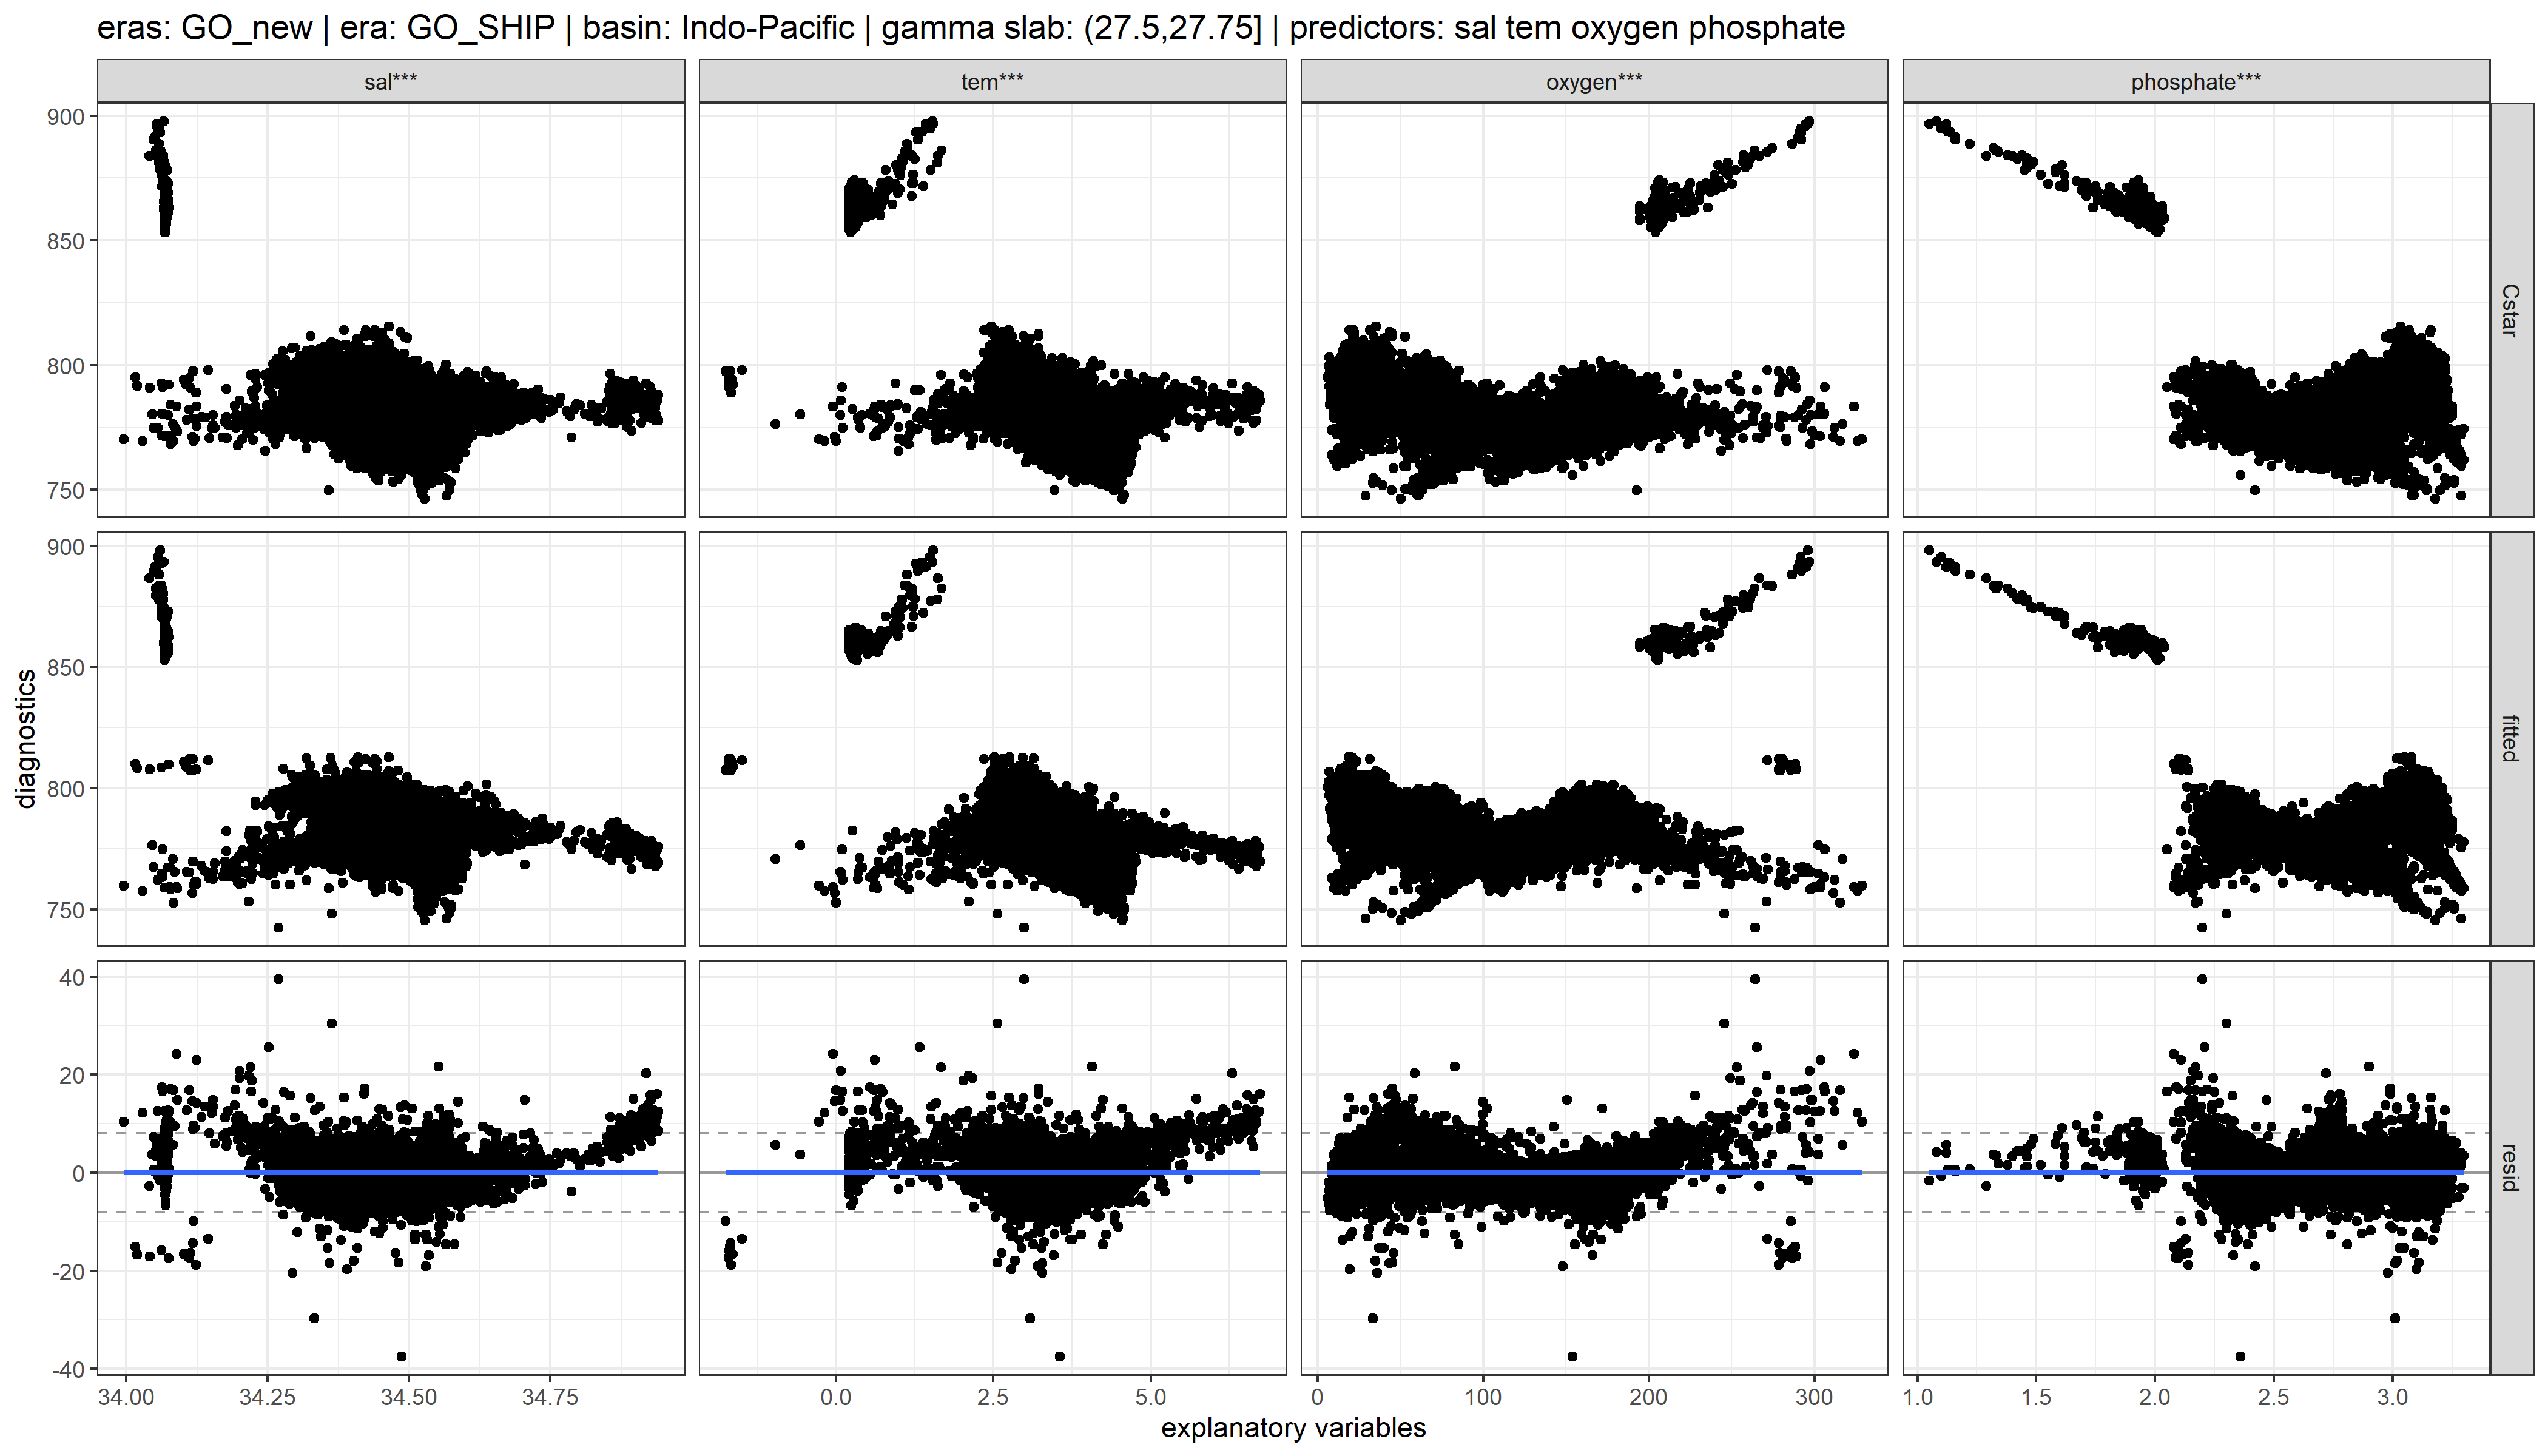 eras: GO_new | era: GO_SHIP | basin: Indo-Pacific | gamma slab: (27.5,27.75] | predictors: sal tem oxygen phosphate
sal*** tem*** oxygen*** phosphate***
900
850
800
750
Cstar
900
850
800
750
fitted
40
20
0
-20
-40
resid
diagnostics
34.00 34.25 34.50 34.75 0.0 2.5 5.0 0 100 200 300 1.0 1.5 2.0 2.5 3.0
explanatory variables